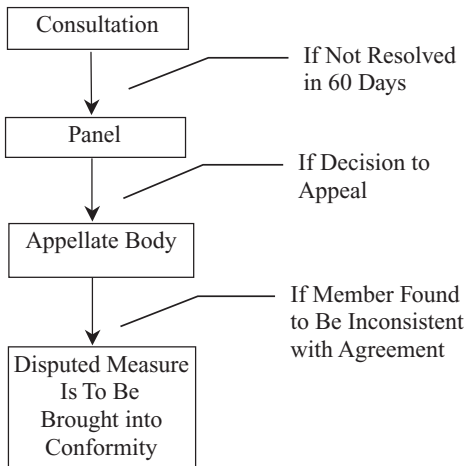 Consultation
If Not Resolved
in 60 Days
Panel
If Decision to
Appeal
Appellate Body
If Member Found
to Be Inconsistent
with Agreement
Disputed Measure
Is To Be
Brought into
Conformity